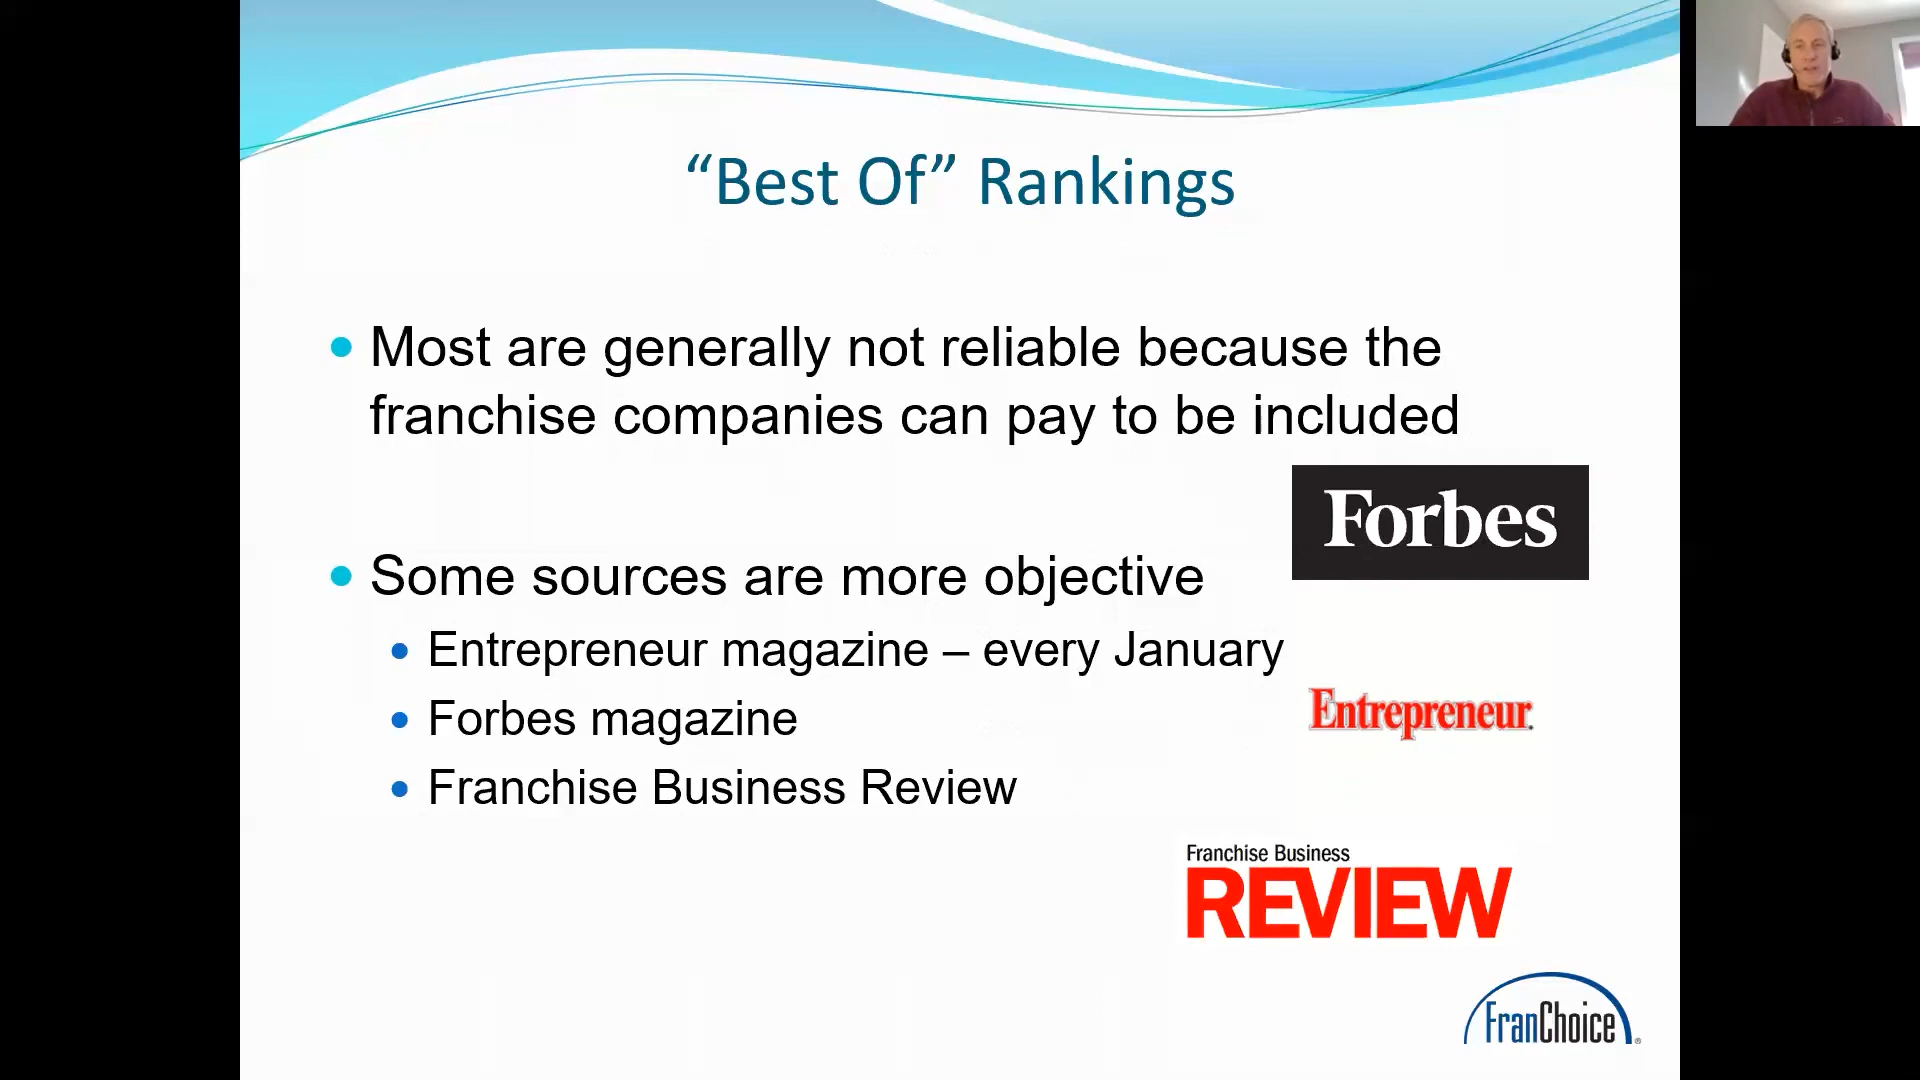 “Best Of” Rankings
Most are generally not reliable because the
franchise companies can pay to be included
Forbes
Some sources are more objective
Entrepreneur magazine – every January
Entrepreneur
Forbes magazine
Franchise Business Review
Franchise Business
REVIEW
FranChoice®